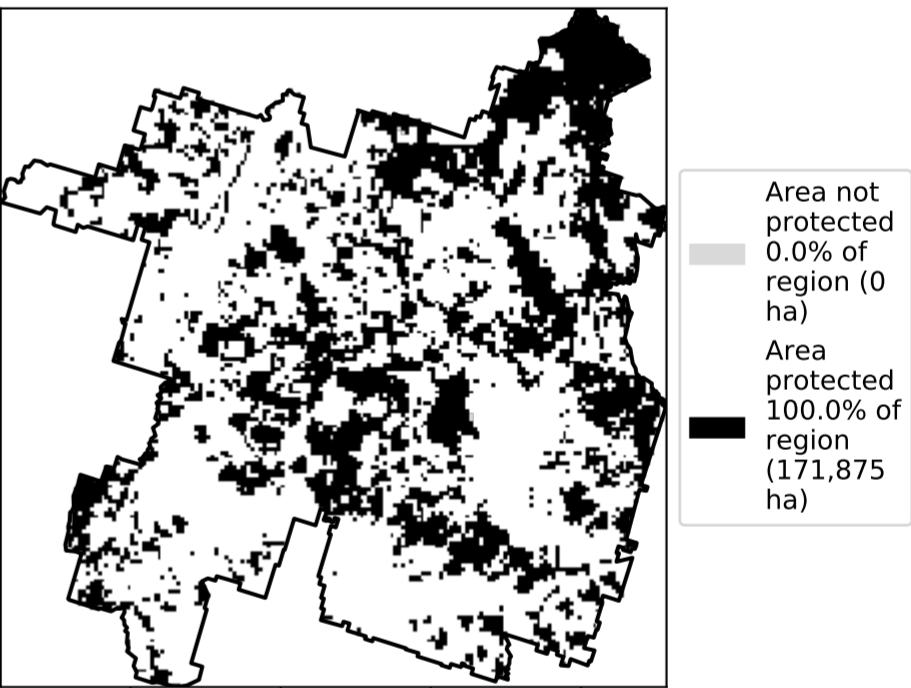 Area not
protected
0.0% of
region (0
ha)
Area
protected
100.0% of
region
(171,875
ha)